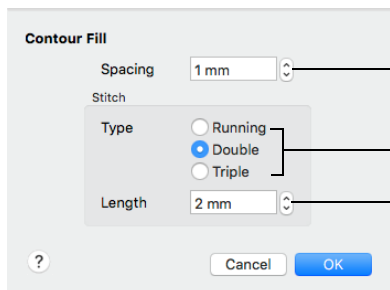 Contour Fill
Spacing 1 mm
Stitch
Type Running
Double
Triple
Length 2 mm
? Cancel OK